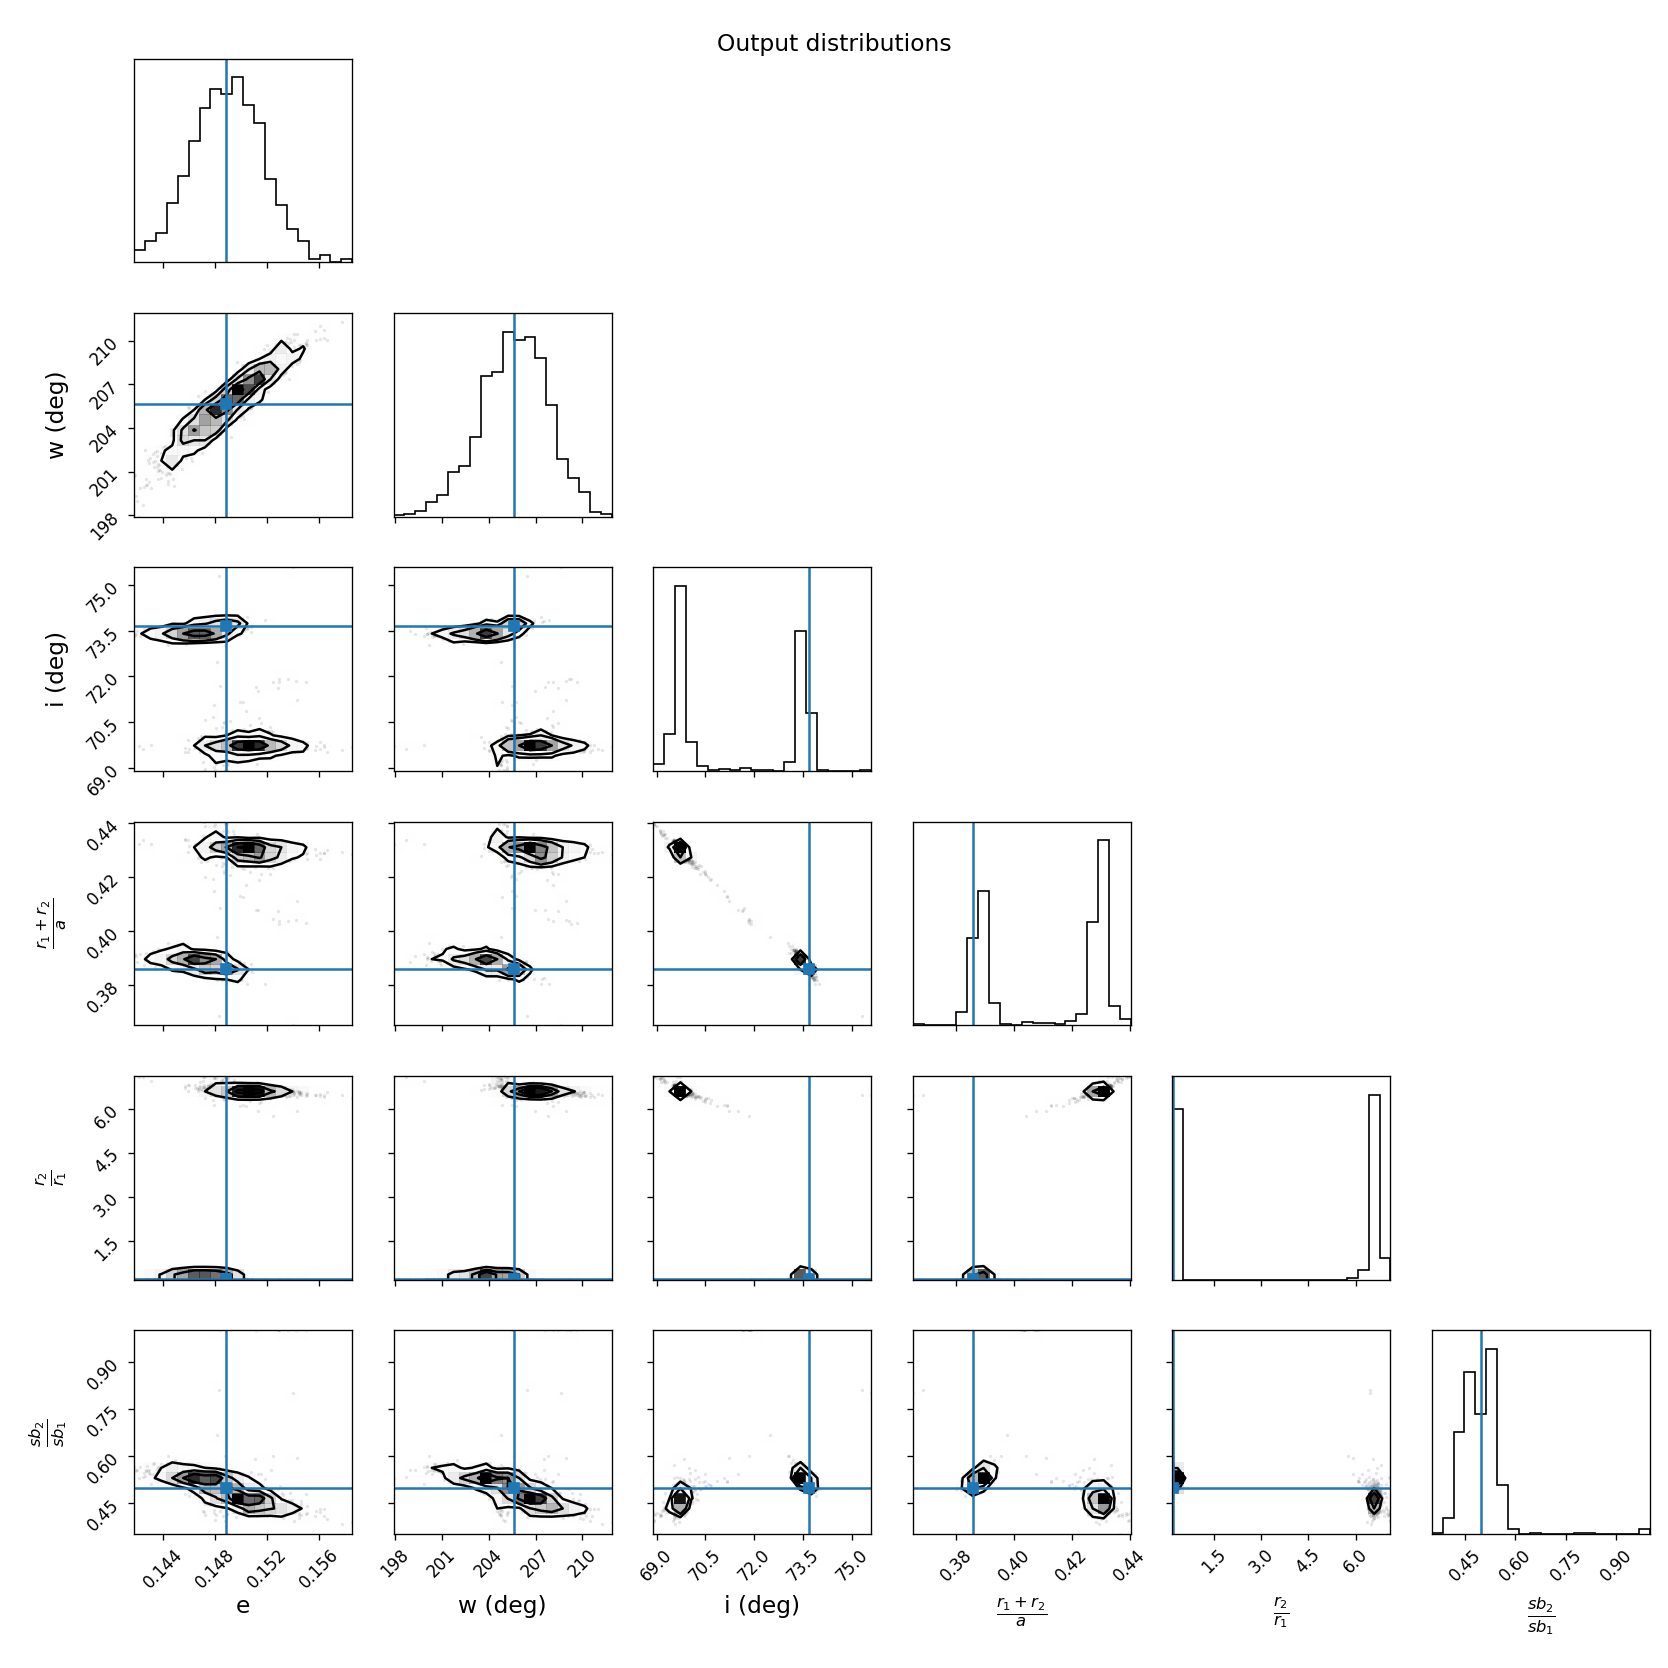 Output distributions
w (deg)
210
207
204
201
198
i (deg)
75.0
73.5
72.0
70.5
69.0
r1 + r2
a
0.44
0.42
0.40
0.38
r2
r1
6.0
4.5
3.0
1.5
sb2
sb1
0.90
0.75
0.60
0.45
0.144 0.148 0.152 0.156 198 201 204 207 210 69.0 70.5 72.0 73.5 75.0 0.38 0.40 0.42 0.44 1.5 3.0 4.5 6.0 0.45 0.60 0.75 0.90
e w (deg) i (deg)
r1 + r2
a
r2
r1
sb2
sb1